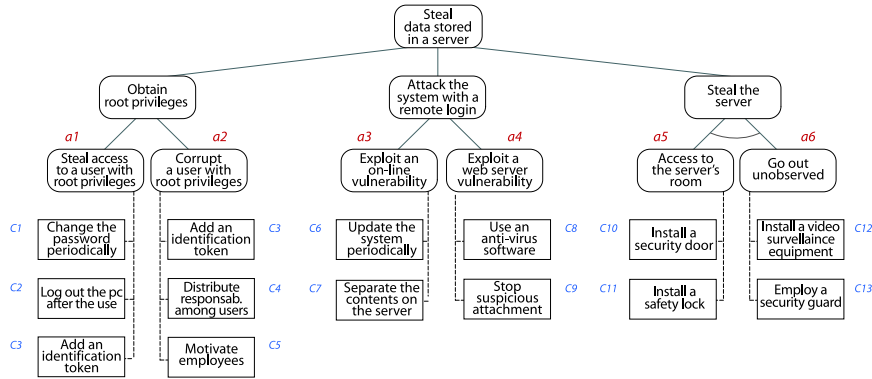 Steal
data stored
in a server
Obtain
root privileges
Attack the
system with a
remote login
Steal the
server
a1
a2
a3
a4
a5
a6
Steal access
to a user with
root privileges
Corrupt
a user with
root privileges
Exploit an
on-line
vulnerability
Exploit a
web server
vulnerability
Access to
the server's
room
Go out
unobserved
C1
Change the
password
periodically
Add an
identification
token
C3
C6
Update the
system
periodically
Use an
anti-virus
software
C8
C10
Install a
security door
Install a video
survellaince
equipment
C12
C2
Log out the pc
after the use
Distribute
responsab.
among users
C4
C7
Separate the
contents on
the server
Stop
suspicious
attachment
C9
C11
Install a
safety lock
Employ a
security guard
C13
C3
Add an
identification
token
Motivate
employees
C5